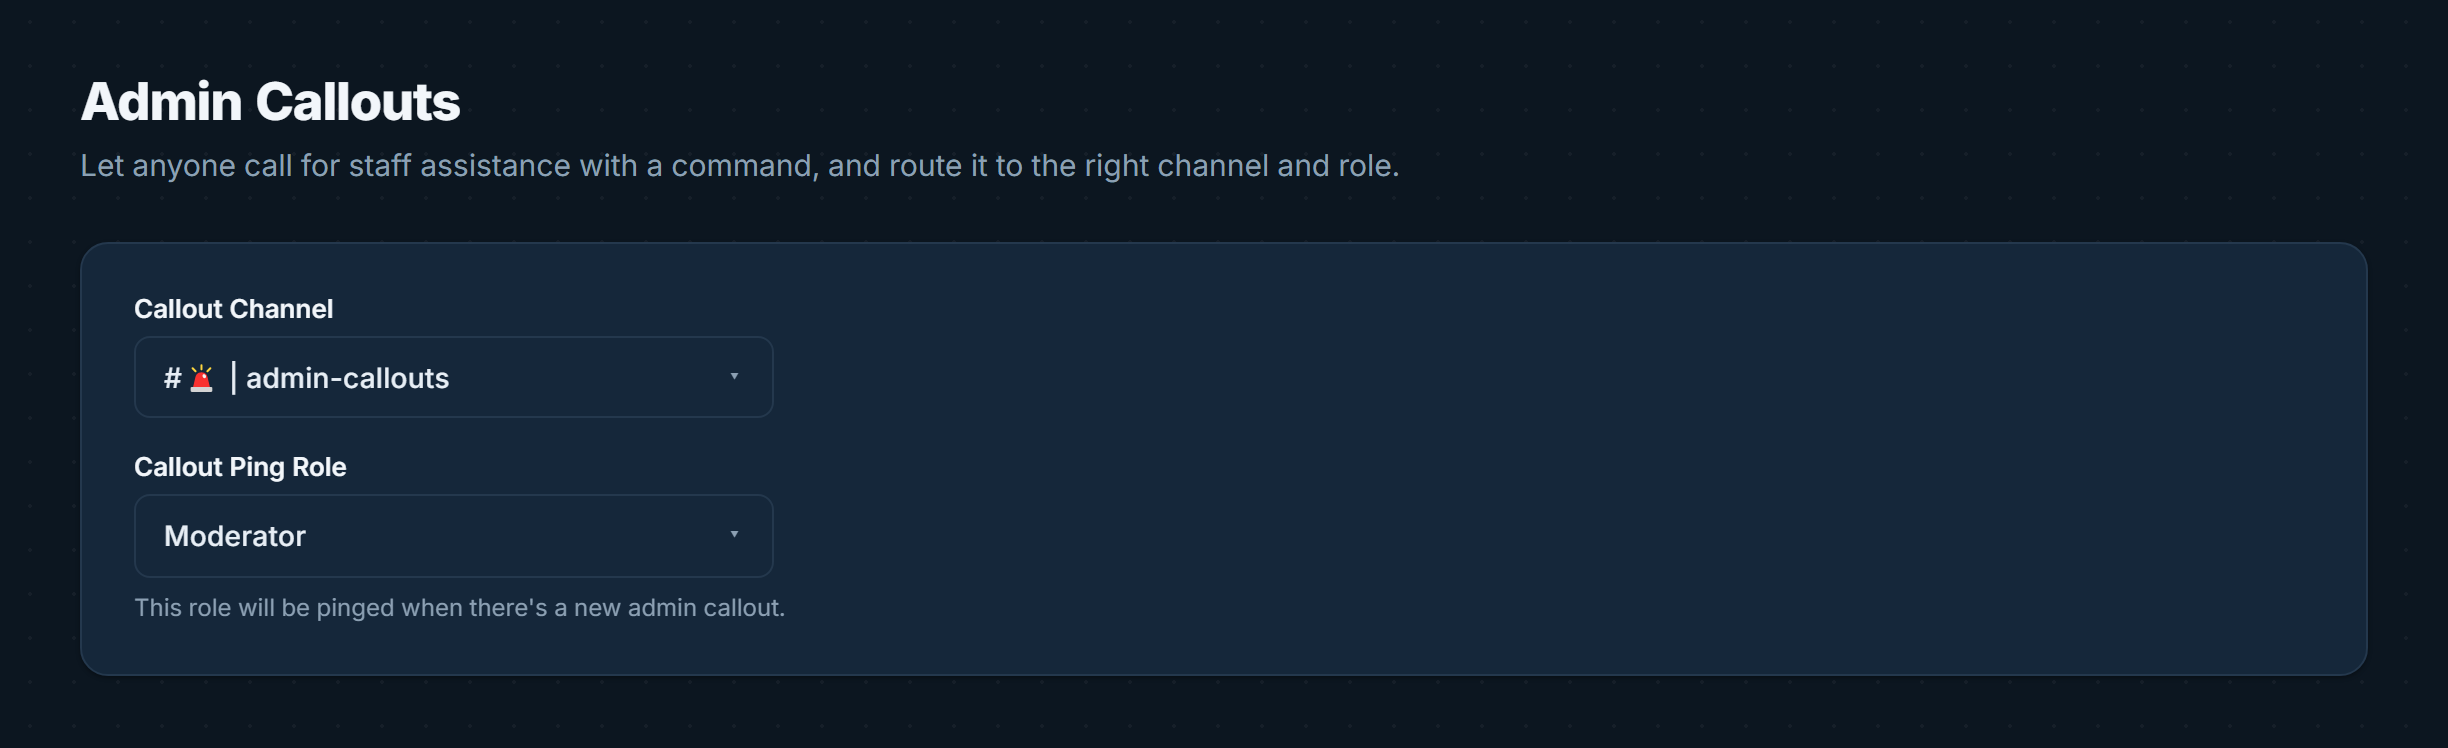 Admin Callouts
Let anyone call for staff assistance with a command, and route it to the right channel and role.
Callout Channel
#🚨 | admin-callouts
Callout Ping Role
Moderator
This role will be pinged when there's a new admin callout.